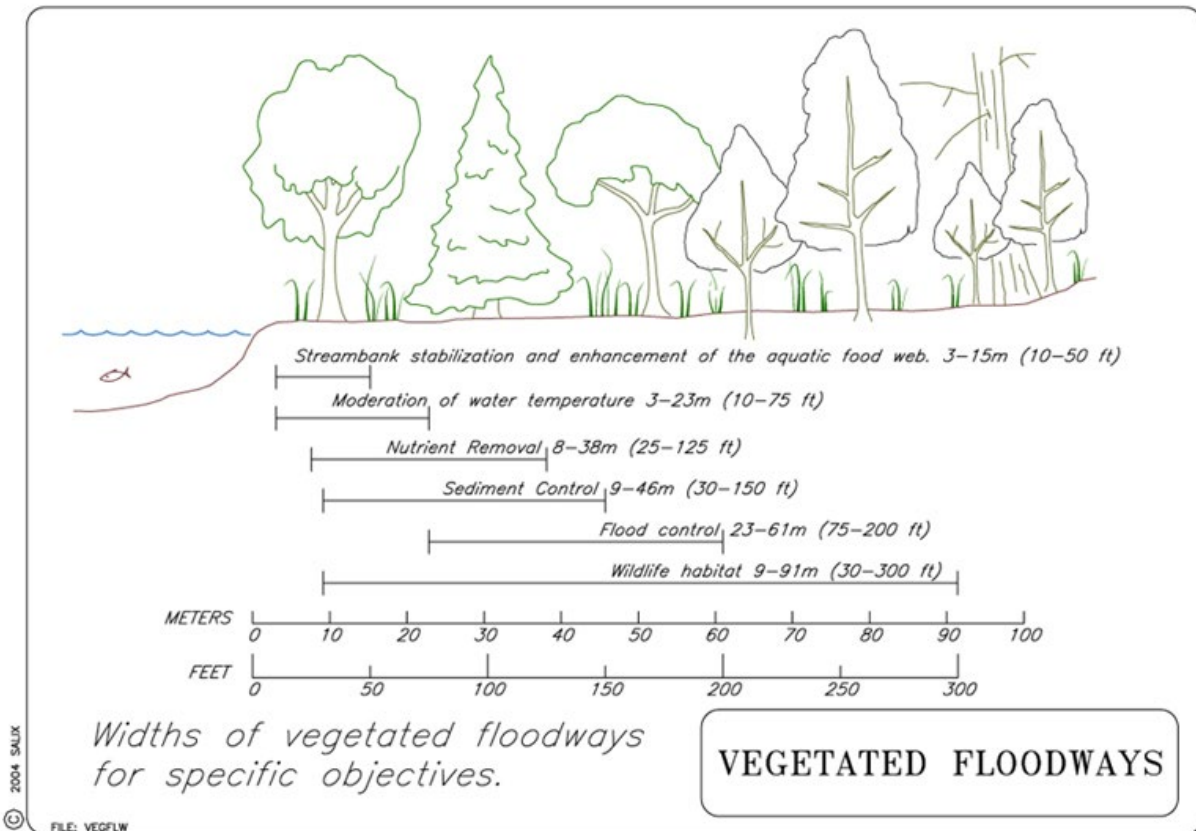 Streambank stabilization and enhancement of the aquatic food web. 3-15m (10-50 ft)
Moderation of water temperature 3-23m (10-75 ft)
Nutrient Removal 8-38m (25-125 ft)
Sediment Control 9-46m (30-150 ft)
Flood control 23-61m (75-200 ft)
Wildlife habitat 9-91m (30-300 ft)
METERS
0 10 20 30 40 50 60 70 80 90 100
FEET
0 50 100 150 200 250 300
Widths of vegetated floodways
for specific objectives.
VEGETATED FLOODWAYS
© 2004 SALIX
FILE: VEGFLW